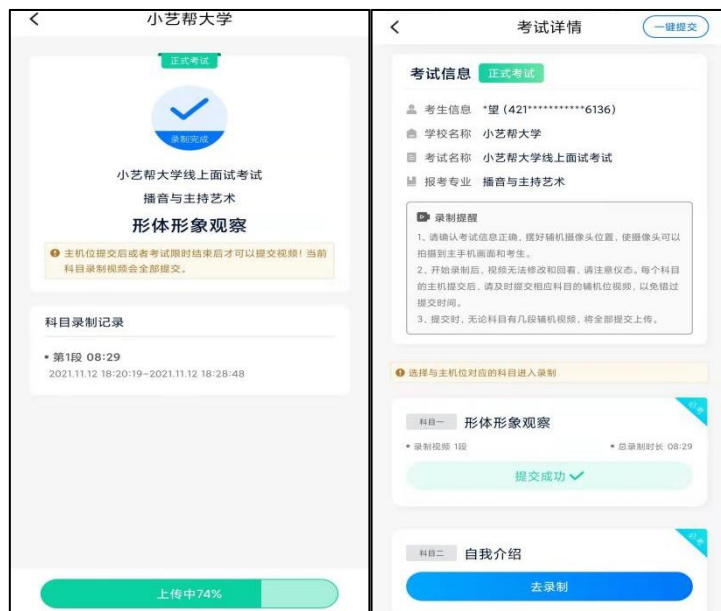 小艺帮大学
正式考试
录制完成
小艺帮大学线上面试考试
播音与主持艺术
形体形象观察
主机位提交后或者考试限时结束后才可以提交视频！当前
科目录制视频会全部提交。
科目录制记录
• 第1段 08:29
2021.11.12 18:20:19-2021.11.12 18:28:48
上传中74%
考试详情
一键提交
考试信息 正式考试
考生信息 *望 (421***********6136)
学校名称 小艺帮大学
考试名称 小艺帮大学线上面试考试
报考专业 播音与主持艺术
录制提醒
1、请确认考试信息正确，摆好辅机摄像头位置，使摄像头可以
拍摄到主手机画面和考生。
2、开始录制后，视频无法修改和回看，请注意仪态。每个科目
的主机提交后，请及时提交相应科目的辅机位视频，以免错过
提交时间。
3、提交时，无论科目有几段辅机视频，将全部提交上传。
选择与主机位对应的科目进入录制
科目一 形体形象观察
必考
• 录制视频 1段 • 总录制时长 08:29
提交成功
科目二 自我介绍
必考
去录制